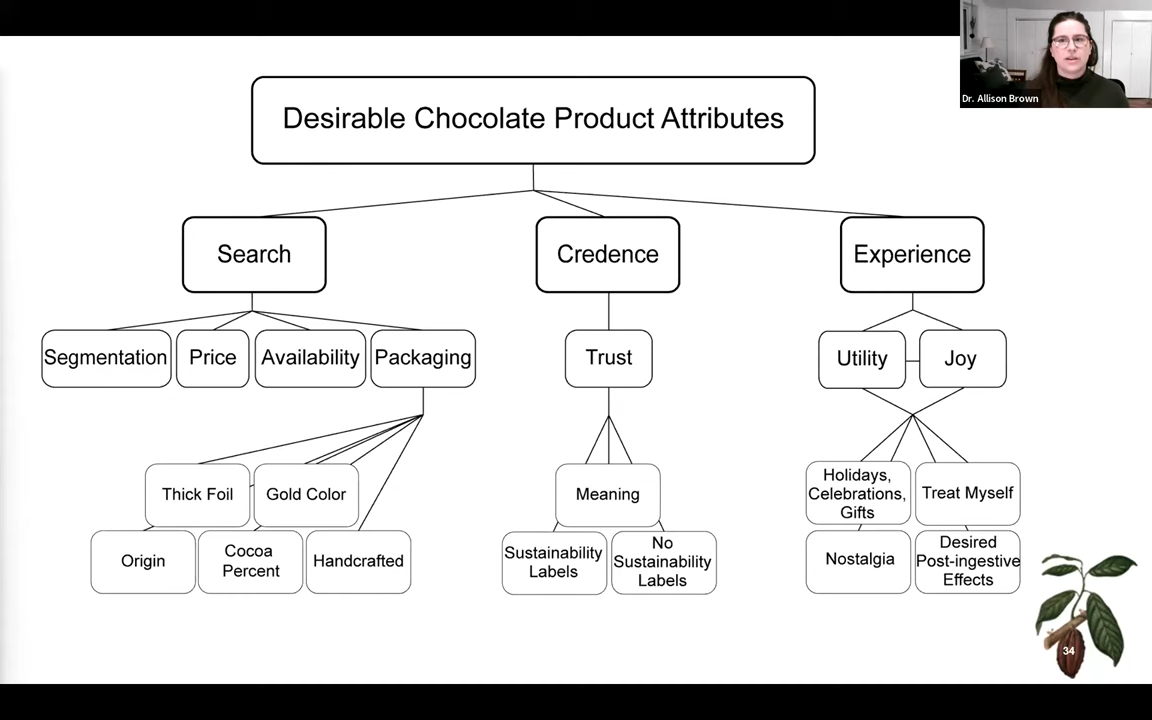 Dr. Allison Brown
Desirable Chocolate Product Attributes
Search
Credence
Experience
Segmentation
Price
Availability
Packaging
Trust
Utility
Joy
Thick Foil
Gold Color
Origin
Cocoa
Percent
Handcrafted
Meaning
Sustainability
Labels
No
Sustainability
Labels
Holidays,
Celebrations,
Gifts
Treat Myself
Nostalgia
Desired
Post-ingestive
Effects
34